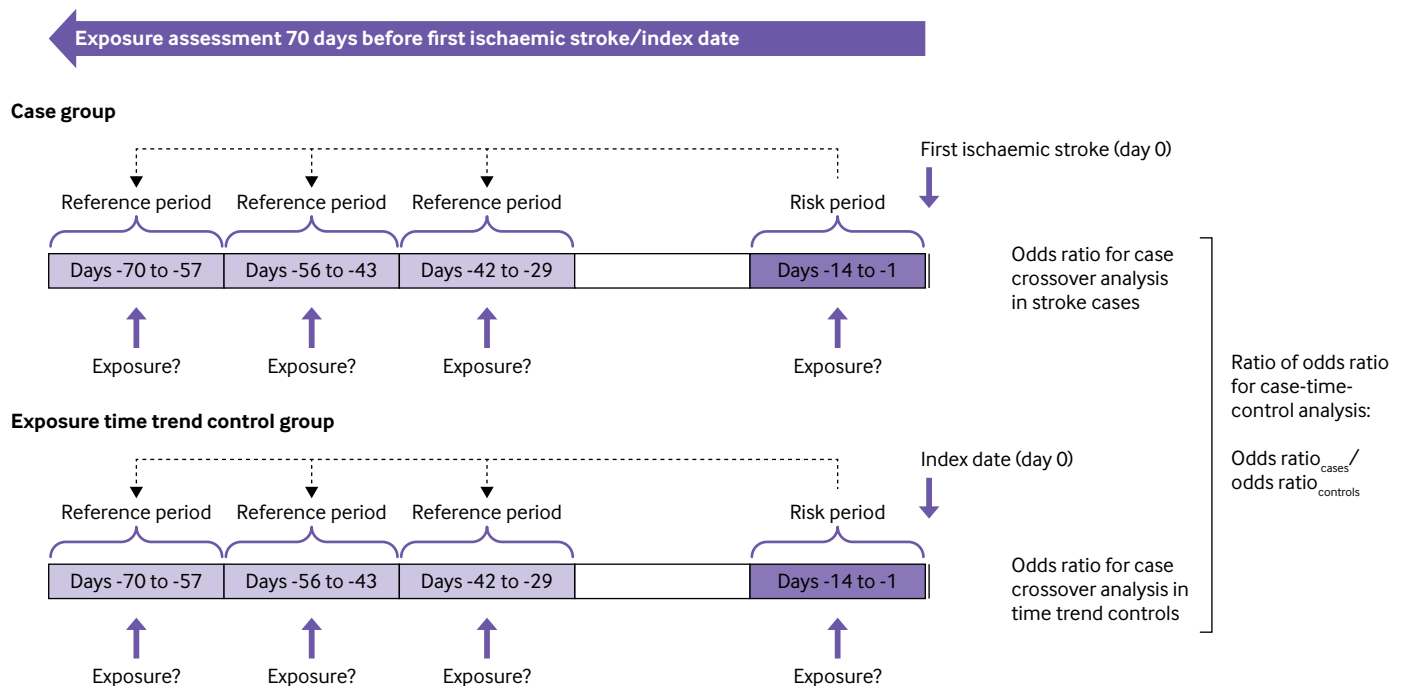 Exposure assessment 70 days before first ischaemic stroke/index date
Case group
First ischaemic stroke (day 0)
Reference period
Reference period
Reference period
Risk period
Days -70 to -57
Days -56 to -43
Days -42 to -29
Days -14 to -1
Odds ratio for case
crossover analysis
in stroke cases
Exposure?
Exposure?
Exposure?
Exposure?
Exposure time trend control group
Index date (day 0)
Reference period
Reference period
Reference period
Risk period
Days -70 to -57
Days -56 to -43
Days -42 to -29
Days -14 to -1
Odds ratio for case
crossover analysis in
time trend controls
Exposure?
Exposure?
Exposure?
Exposure?
Ratio of odds ratio
for case-time-
control analysis:
Odds ratio cases/
odds ratio controls